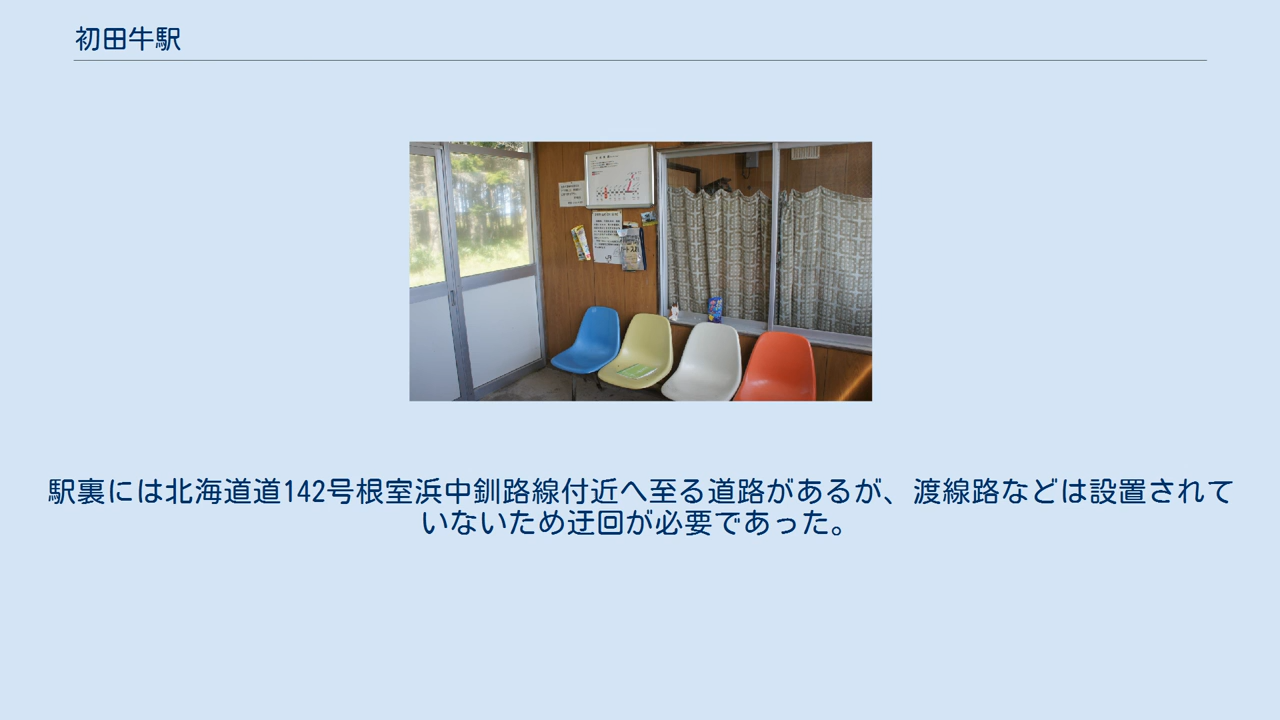 初田牛駅
駅裏には北海道道142号根室浜中釧路線付近へ至る道路があるが、渡線路などは設置されて
いないため迂回が必要であった。